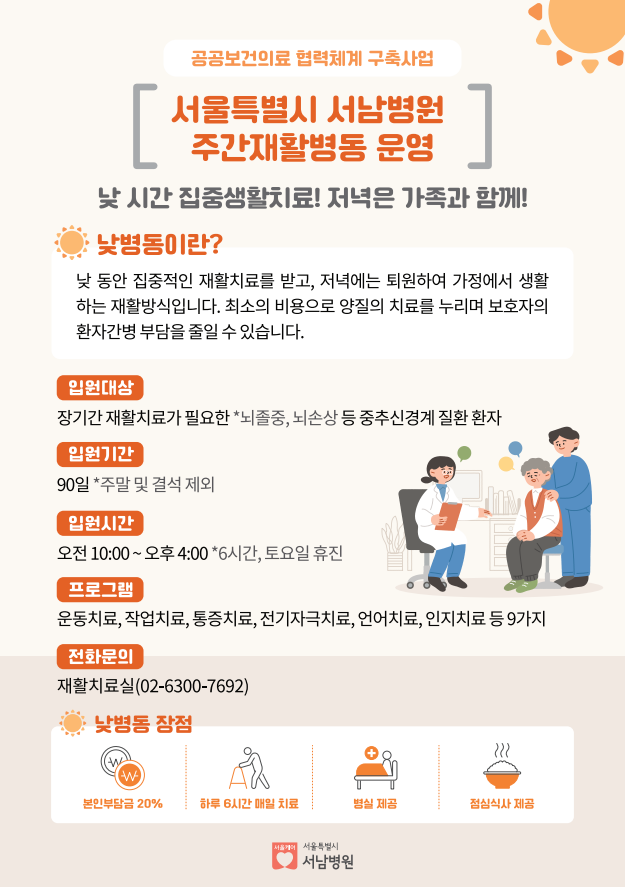 공공보건의료 협력체계 구축사업
서울특별시 서남병원
주간재활병동 운영
낮 시간 집중생활치료! 저녁은 가족과 함께!
낮병동이란?
낮 동안 집중적인 재활치료를 받고, 저녁에는 퇴원하여 가정에서 생활
하는 재활방식입니다. 최소의 비용으로 양질의 치료를 누리며 보호자의
환자간병 부담을 줄일 수 있습니다.
입원대상
장기간 재활치료가 필요한 *뇌졸중, 뇌손상 등 중추신경계 질환 환자
입원기간
90일 *주말 및 결석 제외
입원시간
오전 10:00 ~ 오후 4:00 *6시간, 토요일 휴진
프로그램
운동치료, 작업치료, 통증치료, 전기자극치료, 언어치료, 인지치료 등 9가지
전화문의
재활치료실(02-6300-7692)
낮병동 장점
본인부담금 20%
하루 6시간 매일 치료
병실 제공
점심식사 제공
서울케어
서울특별시
서남병원